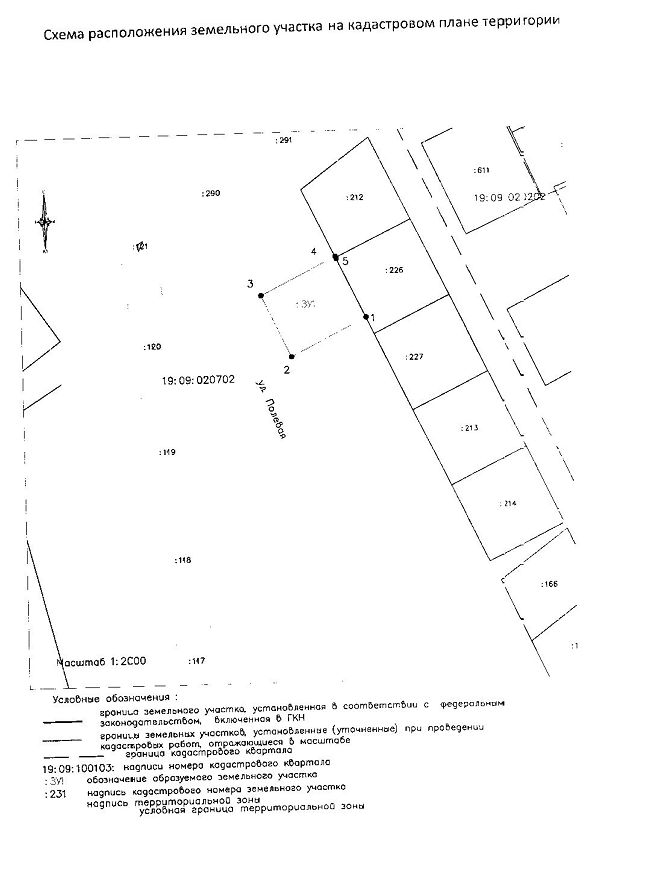 Схема расположения земельного участка на кадастровом плане территории
:291
:290
:212
:611
19:09:021202
:121
4
5
:226
3
:ЗУ1
1
:120
2
:227
19:09:020702
ул. Полевая
:119
:213
:214
:118
:166
:1
Масштаб 1:2000
:117
Условные обозначения :
граница земельного участка, установленная в соответствии с федеральным
законодательством, включенная в ГКН
границы земельных участков, установленные (уточненные) при проведении
кадастровых работ, отражающиеся в масштабе
граница кадастрового квартала
19:09:100103: надписи номера кадастрового квартала
:ЗУ1 обозначение образуемого земельного участка
:231 надпись кадастрового номера земельного участка
надпись территориальной зоны
условная граница территориальной зоны